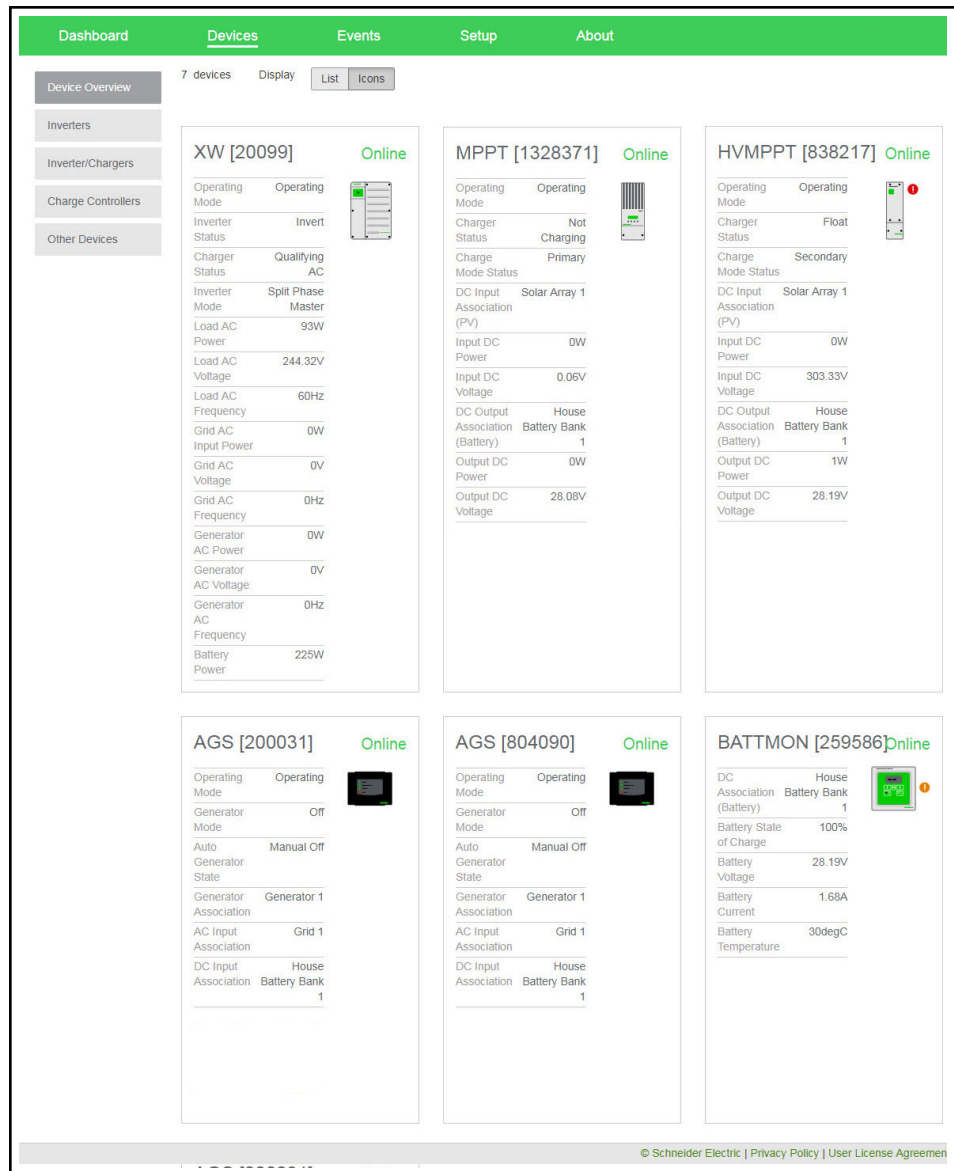 Dashboard Devices Events Setup About
7 devices Display List Icons
Device Overview
Inverters
Inverter/Chargers
Charge Controllers
Other Devices
XW [20099] Online
Operating Operating
Mode
Inverter Invert
Status
Charger Qualifying
Status AC
Inverter Split Phase
Mode Master
Load AC 93W
Power
Load AC 244.32V
Voltage
Load AC 60Hz
Frequency
Grid AC 0W
Input Power
Grid AC 0V
Voltage
Grid AC 0Hz
Frequency
Generator 0W
AC Power
Generator 0V
AC Voltage
Generator 0Hz
AC
Frequency
Battery 225W
Power
MPPT [1328371] Online
Operating Operating
Mode
Charger Not
Status Charging
Charge Primary
Mode Status
DC Input Solar Array 1
Association
(PV)
Input DC 0W
Power
Input DC 0.06V
Voltage
DC Output House
Association Battery Bank
(Battery) 1
Output DC 0W
Power
Output DC 28.08V
Voltage
HVMPPT [838217] Online
Operating Operating
Mode
Charger Float
Status
Charge Secondary
Mode Status
DC Input Solar Array 1
Association
(PV)
Input DC 0W
Power
Input DC 303.33V
Voltage
DC Output House
Association Battery Bank
(Battery) 1
Output DC 1W
Power
Output DC 28.19V
Voltage
AGS [200031] Online
Operating Operating
Mode
Generator Off
Mode
Auto Manual Off
Generator
State
Generator Generator 1
Association
AC Input Grid 1
Association
DC Input House
Association Battery Bank
1
AGS [804090] Online
Operating Operating
Mode
Generator Off
Mode
Auto Manual Off
Generator
State
Generator Generator 1
Association
AC Input Grid 1
Association
DC Input House
Association Battery Bank
1
BATTMON [259586] Online
DC House
Association Battery Bank
(Battery) 1
Battery State 100%
of Charge
Battery 28.19V
Voltage
Battery 1.68A
Current
Battery 30degC
Temperature
© Schneider Electric | Privacy Policy | User License Agreemen